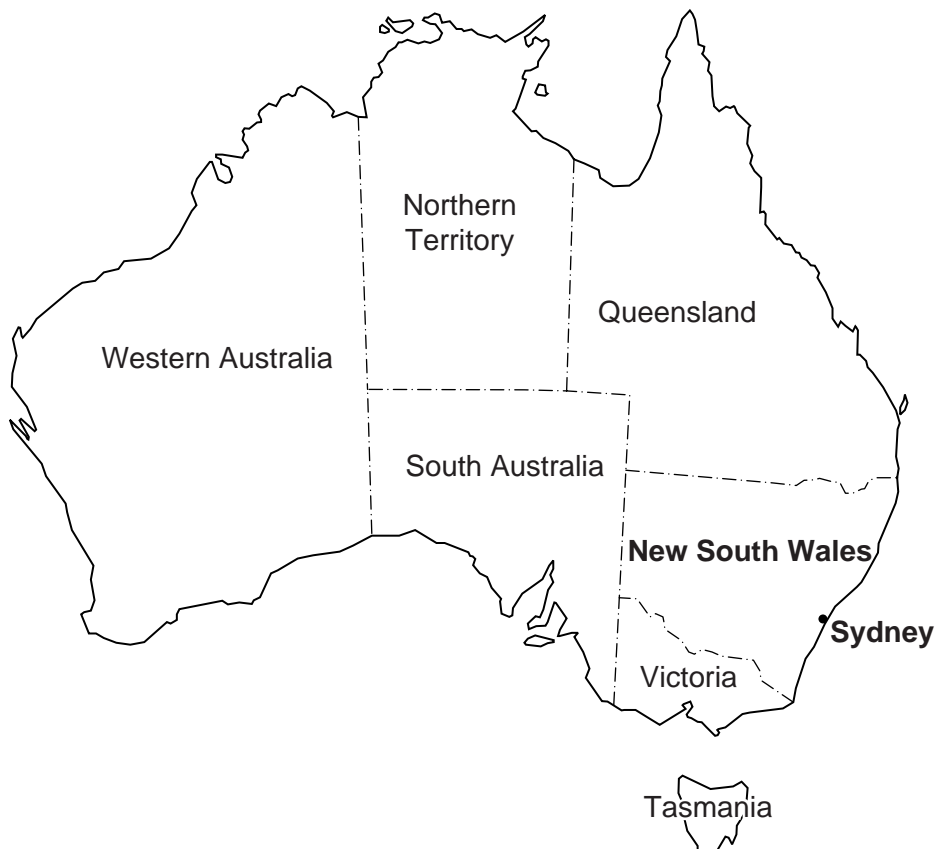 Northern
Territory
Queensland
Western Australia
South Australia
New South Wales
Sydney
Victoria
Tasmania